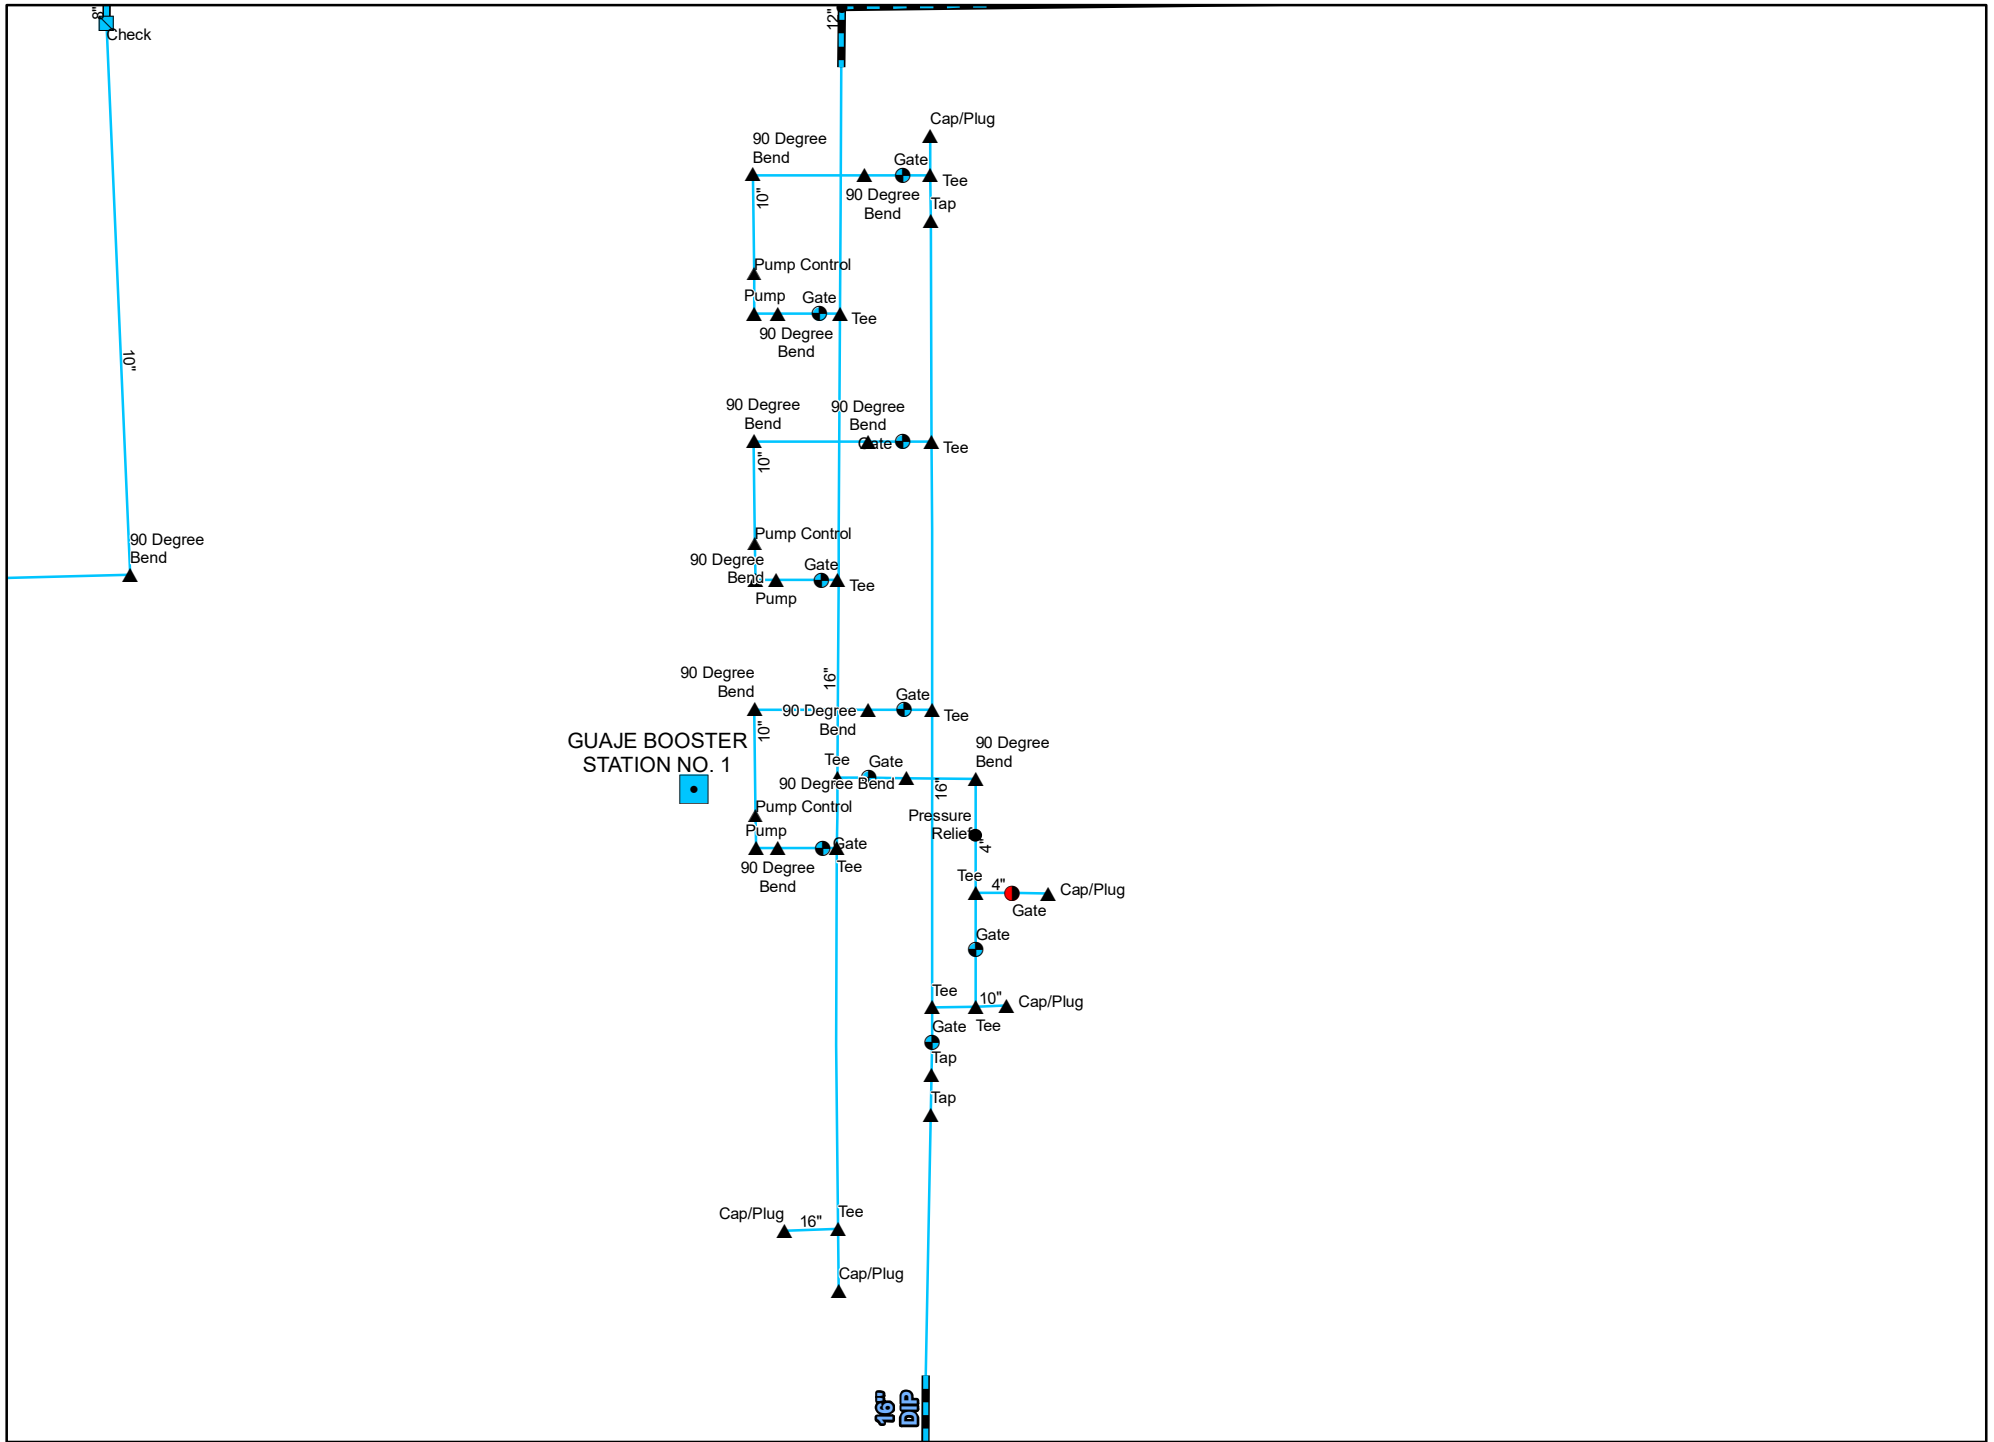 8"
Check
12"
Cap/Plug
90 Degree
Bend
Gate
Tee
10"
90 Degree
Bend
Tap
Pump Control
Pump
Gate
Tee
90 Degree
Bend
10"
90 Degree
Bend
90 Degree
Bend
Gate
Tee
10"
Pump Control
90 Degree
Bend
90 Degree
Bend
Gate
Tee
Pump
16"
90 Degree
Bend
Gate
90 Degree
Bend
Tee
10"
GUAJE BOOSTER
STATION NO. 1
90 Degree
Bend
Tee
Gate
90 Degree Bend
16"
Pump Control
Pressure
Relief
4"
Pump
Gate
Tee
90 Degree
Bend
Tee
4"
Cap/Plug
Gate
Gate
Tee
10"
Cap/Plug
Gate
Tee
Tap
Tap
Cap/Plug
16"
Tee
Cap/Plug
16"
DIP